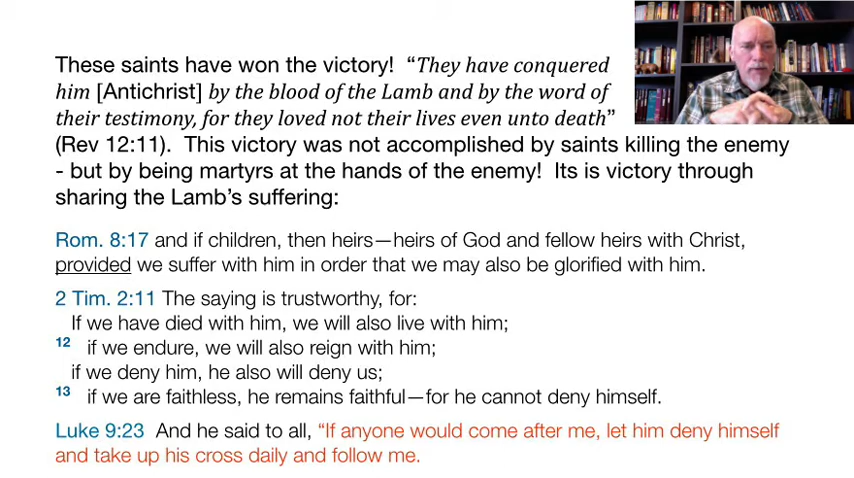 These saints have won the victory!  “They have conquered
him [Antichrist] by the blood of the Lamb and by the word of
their testimony, for they loved not their lives even unto death”
(Rev 12:11).  This victory was not accomplished by saints killing the enemy
- but by being martyrs at the hands of the enemy!  Its is victory through
sharing the Lamb's suffering:
Rom. 8:17 and if children, then heirs—heirs of God and fellow heirs with Christ,
provided we suffer with him in order that we may also be glorified with him.
2 Tim. 2:11 The saying is trustworthy, for:
If we have died with him, we will also live with him;
12 if we endure, we will also reign with him;
if we deny him, he also will deny us;
13 if we are faithless, he remains faithful—for he cannot deny himself.
Luke 9:23  And he said to all, “If anyone would come after me, let him deny himself
and take up his cross daily and follow me.